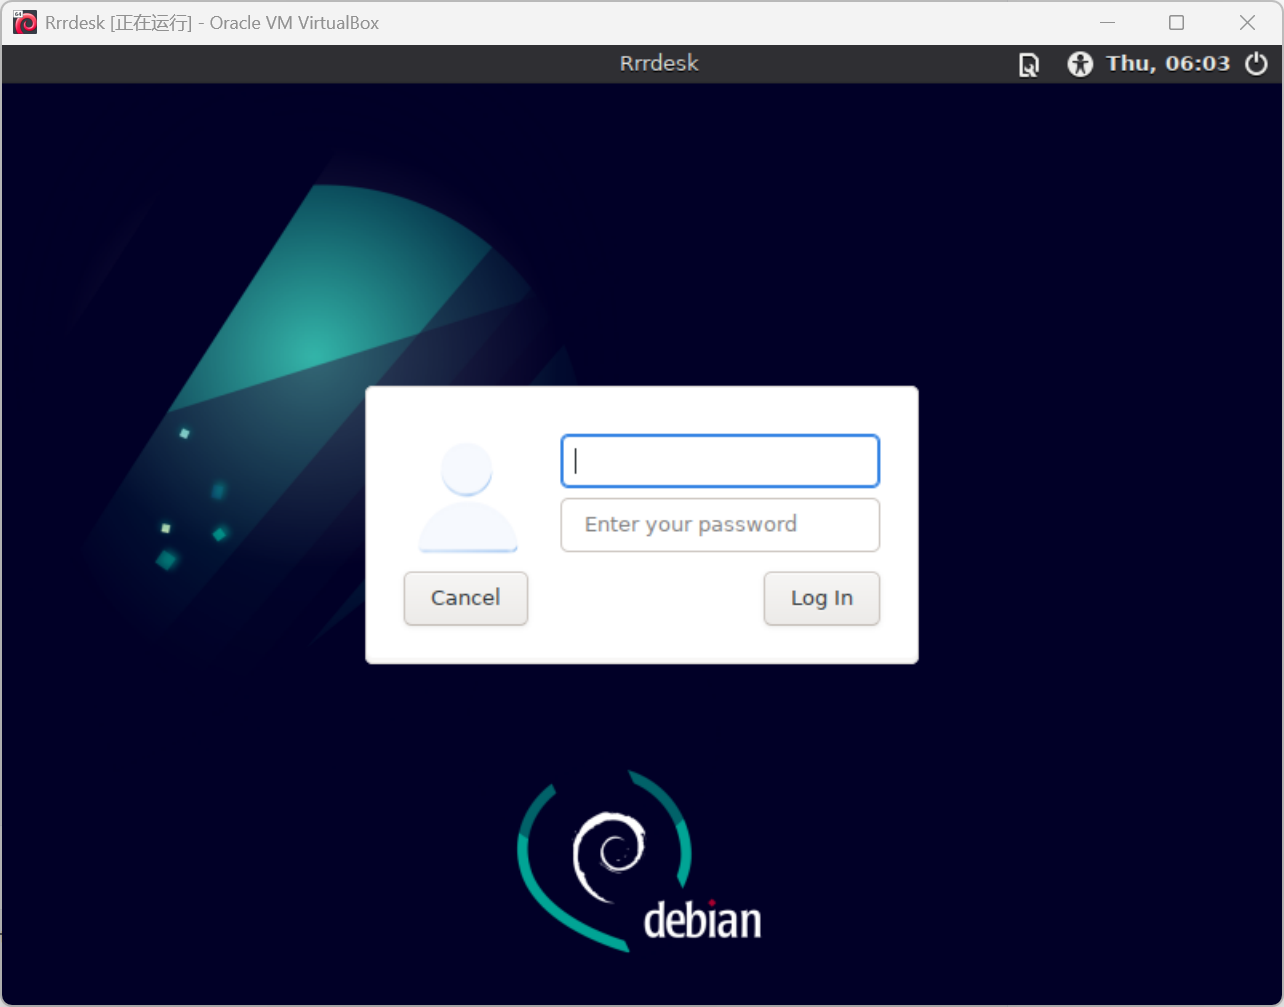 Rrrdesk [正在运行] - Oracle VM VirtualBox
Rrrdesk
Thu, 06:03
Enter your password
Cancel
Log In
debian